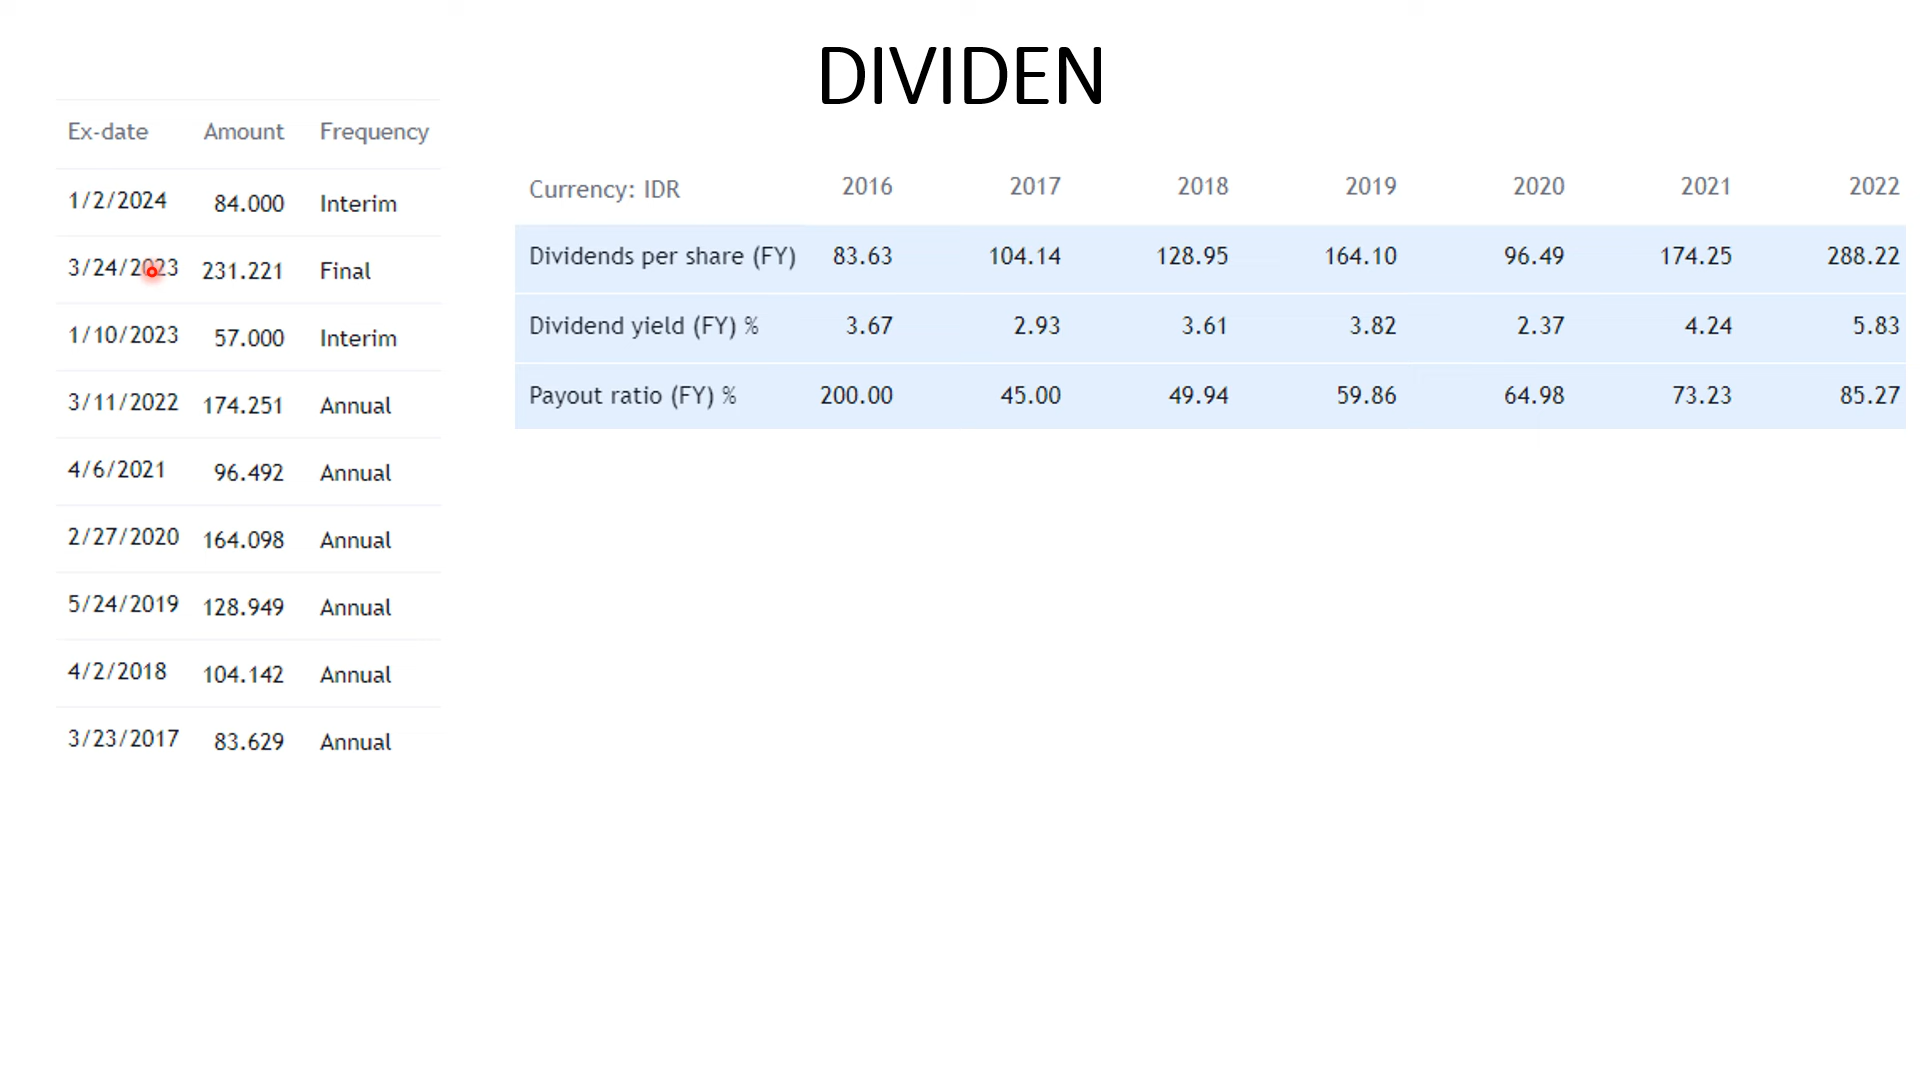 DIVIDEN
Ex-date Amount Frequency
1/2/2024 84.000 Interim
3/24/2023 231.221 Final
1/10/2023 57.000 Interim
3/11/2022 174.251 Annual
4/6/2021 96.492 Annual
2/27/2020 164.098 Annual
5/24/2019 128.949 Annual
4/2/2018 104.142 Annual
3/23/2017 83.629 Annual
Currency: IDR 2016 2017 2018 2019 2020 2021 2022
Dividends per share (FY) 83.63 104.14 128.95 164.10 96.49 174.25 288.22
Dividend yield (FY) % 3.67 2.93 3.61 3.82 2.37 4.24 5.83
Payout ratio (FY) % 200.00 45.00 49.94 59.86 64.98 73.23 85.27